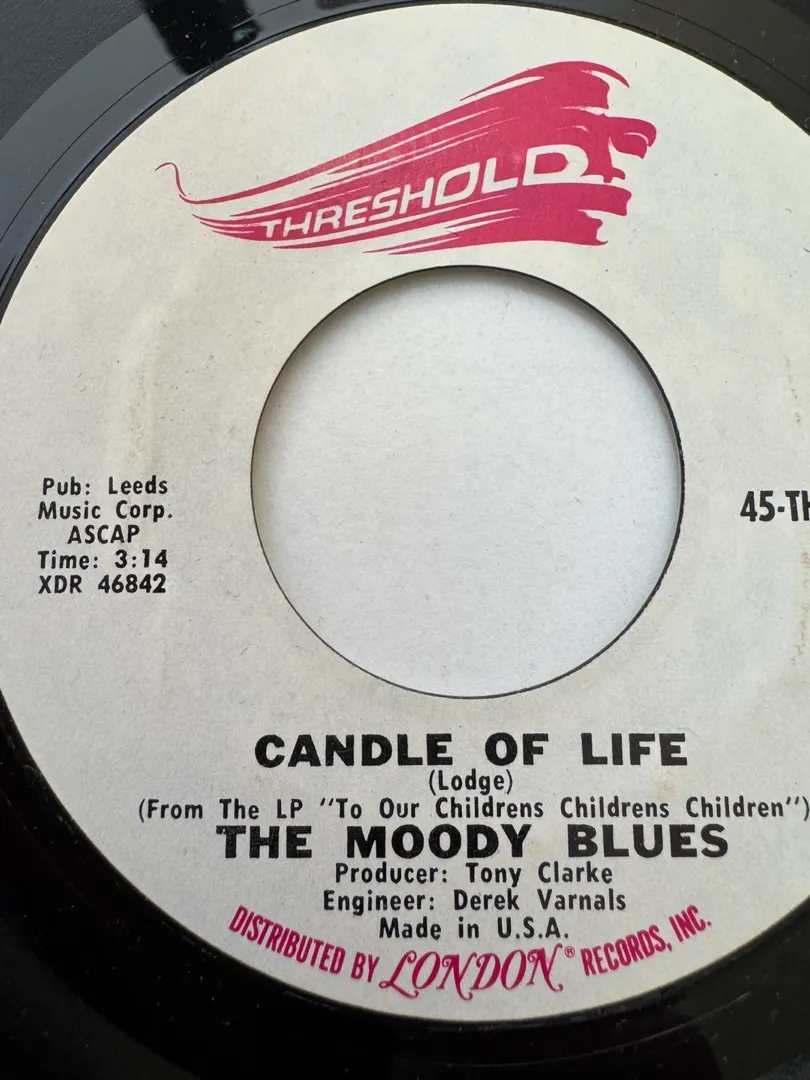 THRESHOLD
Pub: Leeds
Music Corp.
ASCAP
Time: 3:14
XDR 46842
45-TH
CANDLE OF LIFE
(Lodge)
(From The LP "To Our Childrens Childrens Children")
THE MOODY BLUES
Producer: Tony Clarke
Engineer: Derek Varnals
Made in U.S.A.
DISTRIBUTED BY LONDON® RECORDS, INC.